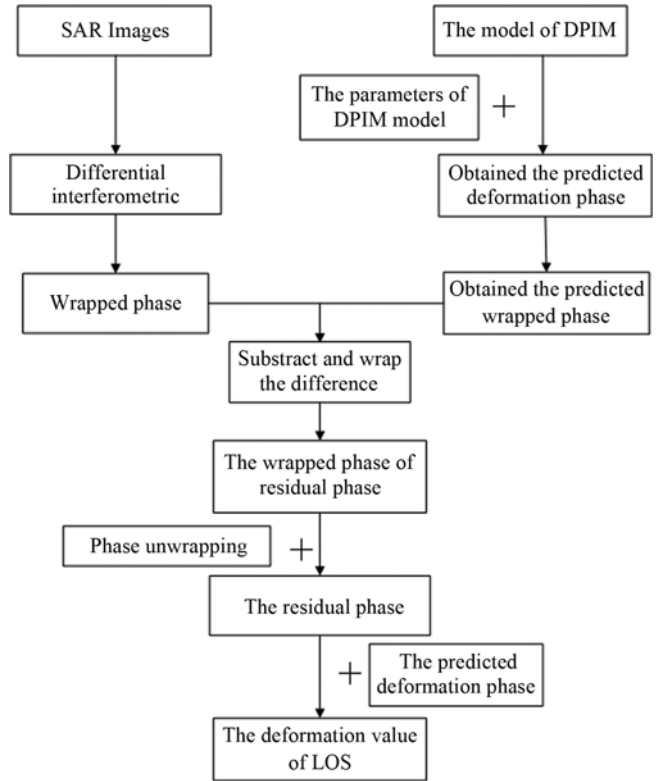 SAR Images
The model of DPIM
The parameters of
DPIM model
+
Differential
interferometric
Obtained the predicted
deformation phase
Wrapped phase
Obtained the predicted
wrapped phase
Substract and wrap
the difference
The wrapped phase of
residual phase
Phase unwrapping
+
The residual phase
+
The predicted
deformation phase
The deformation value
of LOS